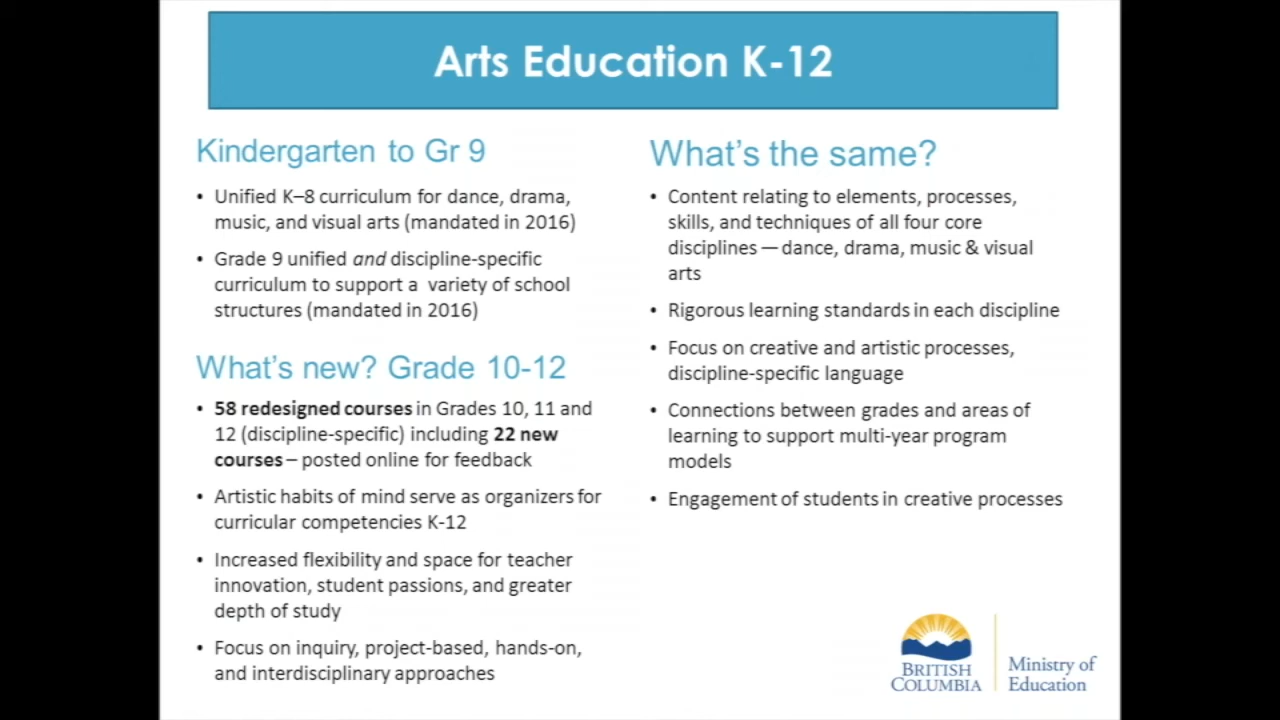 Arts Education K-12
Kindergarten to Gr 9
• Unified K–8 curriculum for dance, drama,
music, and visual arts (mandated in 2016)
• Grade 9 unified and discipline-specific
curriculum to support a variety of school
structures (mandated in 2016)
What's new? Grade 10-12
• 58 redesigned courses in Grades 10, 11 and
12 (discipline-specific) including 22 new
courses – posted online for feedback
• Artistic habits of mind serve as organizers for
curricular competencies K-12
• Increased flexibility and space for teacher
innovation, student passions, and greater
depth of study
• Focus on inquiry, project-based, hands-on,
and interdisciplinary approaches
What's the same?
• Content relating to elements, processes,
skills, and techniques of all four core
disciplines — dance, drama, music & visual
arts
• Rigorous learning standards in each discipline
• Focus on creative and artistic processes,
discipline-specific language
• Connections between grades and areas of
learning to support multi-year program
models
• Engagement of students in creative processes
BRITISH
COLUMBIA
Ministry of
Education